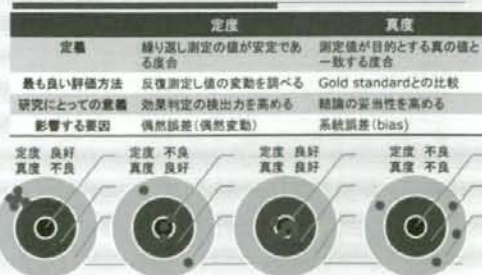 定度 真度
定義 繰り返し測定の値が安定である度合 測定値が目的とする真の値と一致する度合
最も良い評価方法 反復測定し値の変動を調べる Gold standardとの比較
研究にとっての意義 効果判定の検出力を高める 結論の妥当性を高める
影響する要因 偶然誤差(偶然変動) 系統誤差(bias)
定度 良好 定度 不良 定度 良好 定度 不良
真度 不良 真度 良好 真度 良好 真度 不良